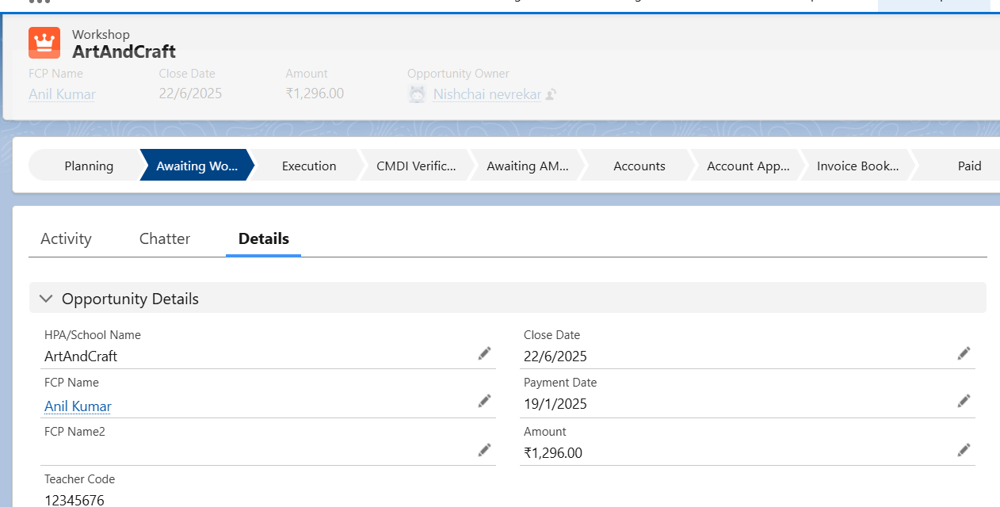 Workshop
ArtAndCraft
FCP Name Close Date Amount Opportunity Owner
Anil Kumar 22/6/2025 ₹1,296.00 Nishchai nevrekar
Planning Awaiting Wo... Execution CMDI Verific... Awaiting AM... Accounts Account App... Invoice Book... Paid
Activity Chatter Details
Opportunity Details
HPA/School Name Close Date
ArtAndCraft 22/6/2025
FCP Name Payment Date
Anil Kumar 19/1/2025
FCP Name2 Amount
₹1,296.00
Teacher Code
12345676